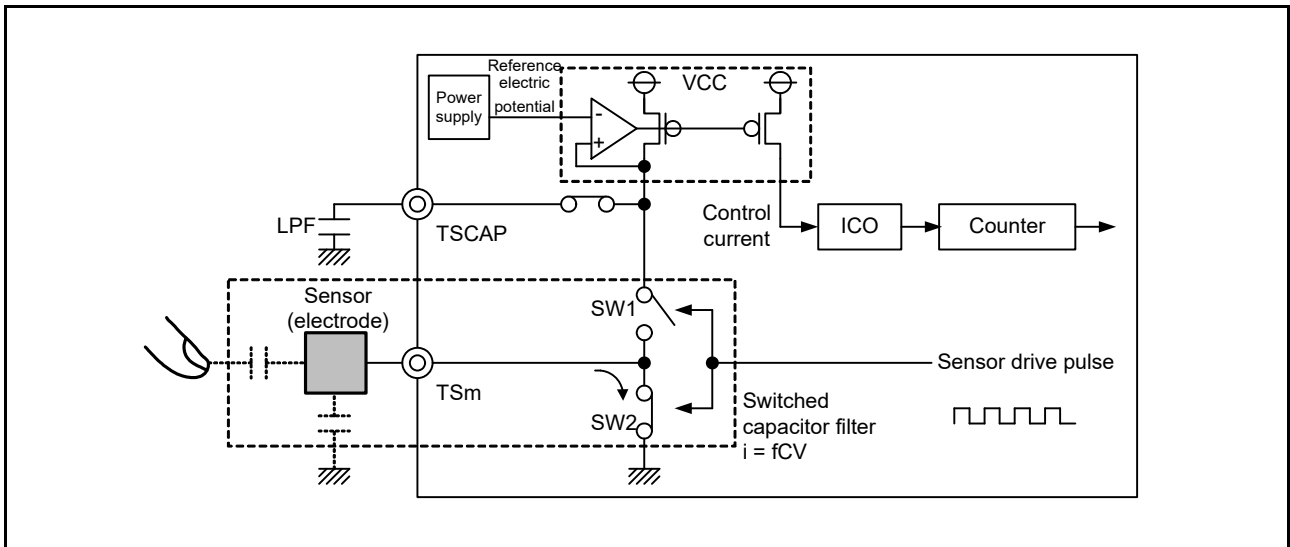 Power
supply
Reference
electric
potential
VCC
-
+
LPF
TSCAP
Control
current
ICO
Counter
Sensor
(electrode)
SW1
TSm
SW2
Sensor drive pulse
Switched
capacitor filter
i = fCV